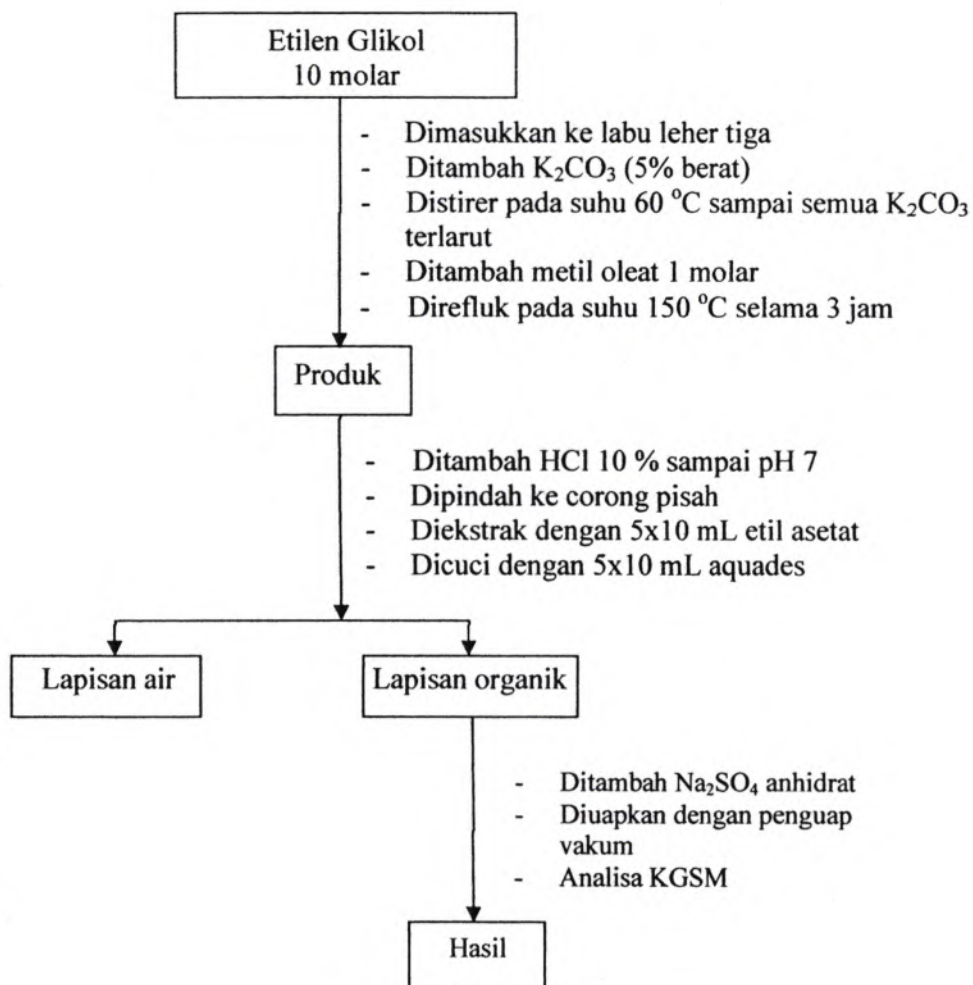 Etilen Glikol
10 molar
- Dimasukkan ke labu leher tiga
- Ditambah K₂CO₃ (5% berat)
- Distirer pada suhu 60 °C sampai semua K₂CO₃
terlarut
- Ditambah metil oleat 1 molar
- Direfluk pada suhu 150 °C selama 3 jam
Produk
- Ditambah HCl 10 % sampai pH 7
- Dipindah ke corong pisah
- Diekstrak dengan 5x10 mL etil asetat
- Dicuci dengan 5x10 mL aquades
Lapisan air
Lapisan organik
- Ditambah Na₂SO₄ anhidrat
- Diuapkan dengan penguap
vakum
- Analisa KGSM
Hasil